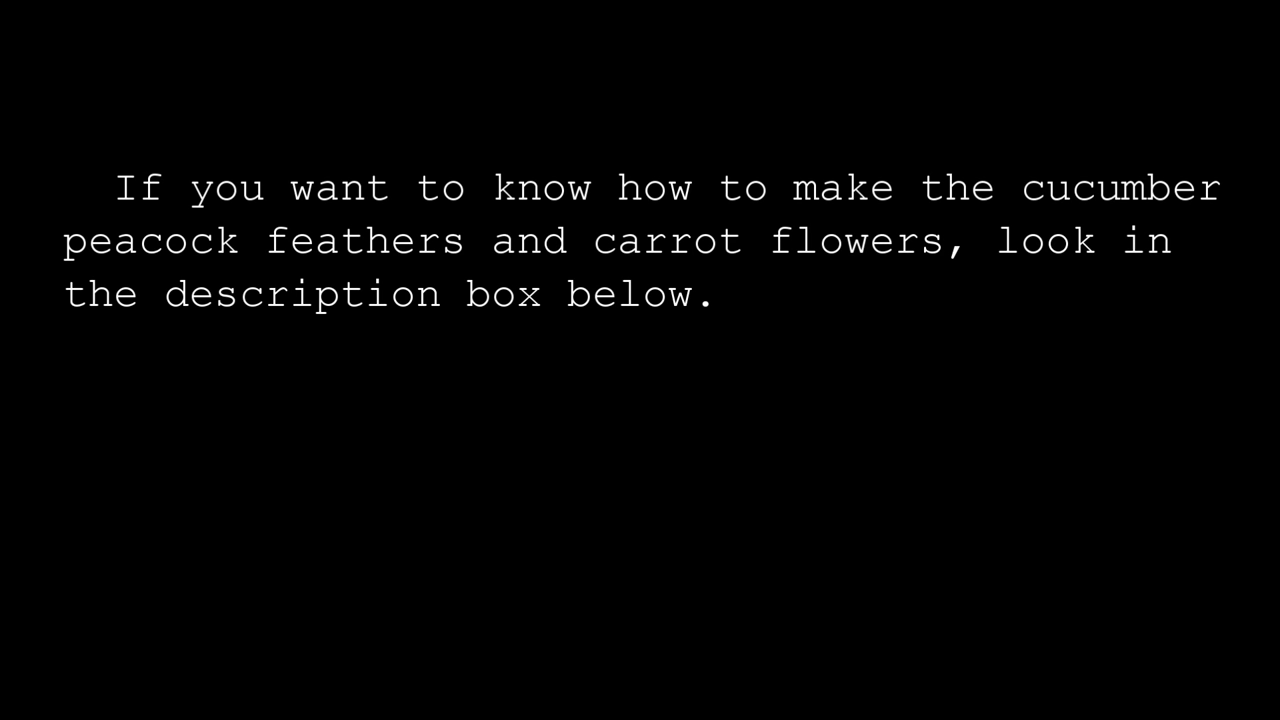 If you want to know how to make the cucumber
peacock feathers and carrot flowers, look in
the description box below.